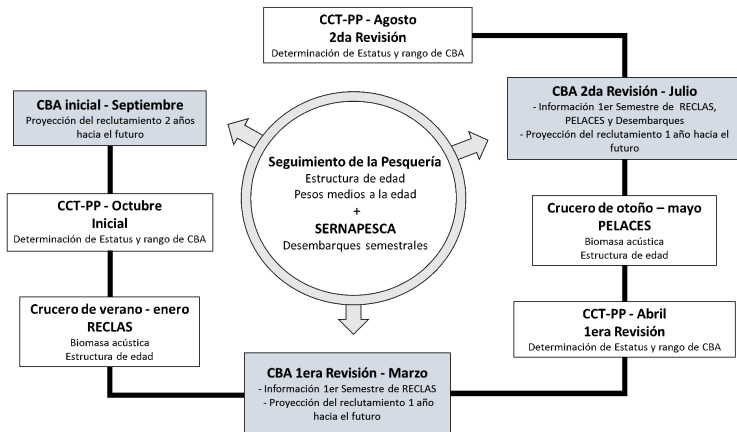 CCT-PP - Agosto
2da Revisión
Determinación de Estatus y rango de CBA
CBA inicial - Septiembre
Proyección del reclutamiento 2 años
hacia el futuro
CBA 2da Revisión - Julio
- Información 1er Semestre de RECLAS,
PELACES y Desembarques
- Proyección del reclutamiento 1 año hacia el
futuro
Seguimiento de la Pesquería
Estructura de edad
Pesos medios a la edad
+
SERNAPESCA
Desembarques semestrales
CCT-PP - Octubre
Inicial
Determinación de Estatus y rango de CBA
Crucero de otoño – mayo
PELACES
Biomasa acústica
Estructura de edad
Crucero de verano - enero
RECLAS
Biomasa acústica
Estructura de edad
CCT-PP - Abril
1era Revisión
Determinación de Estatus y rango de CBA
CBA 1era Revisión - Marzo
- Información 1er Semestre de RECLAS
- Proyección del reclutamiento 1 año
hacia el futuro